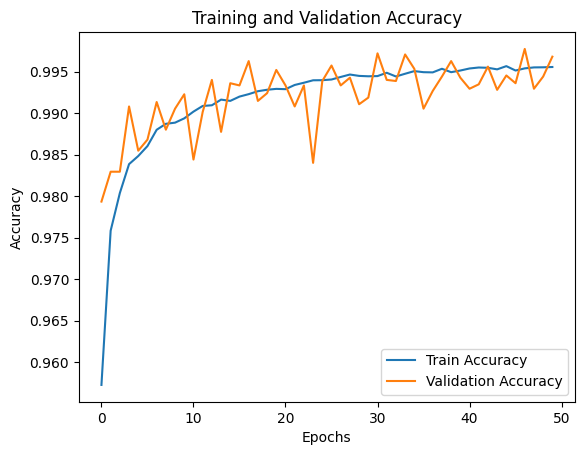 Training and Validation Accuracy
Accuracy
0.995
0.990
0.985
0.980
0.975
0.970
0.965
0.960
Train Accuracy
Validation Accuracy
0 10 20 30 40 50
Epochs